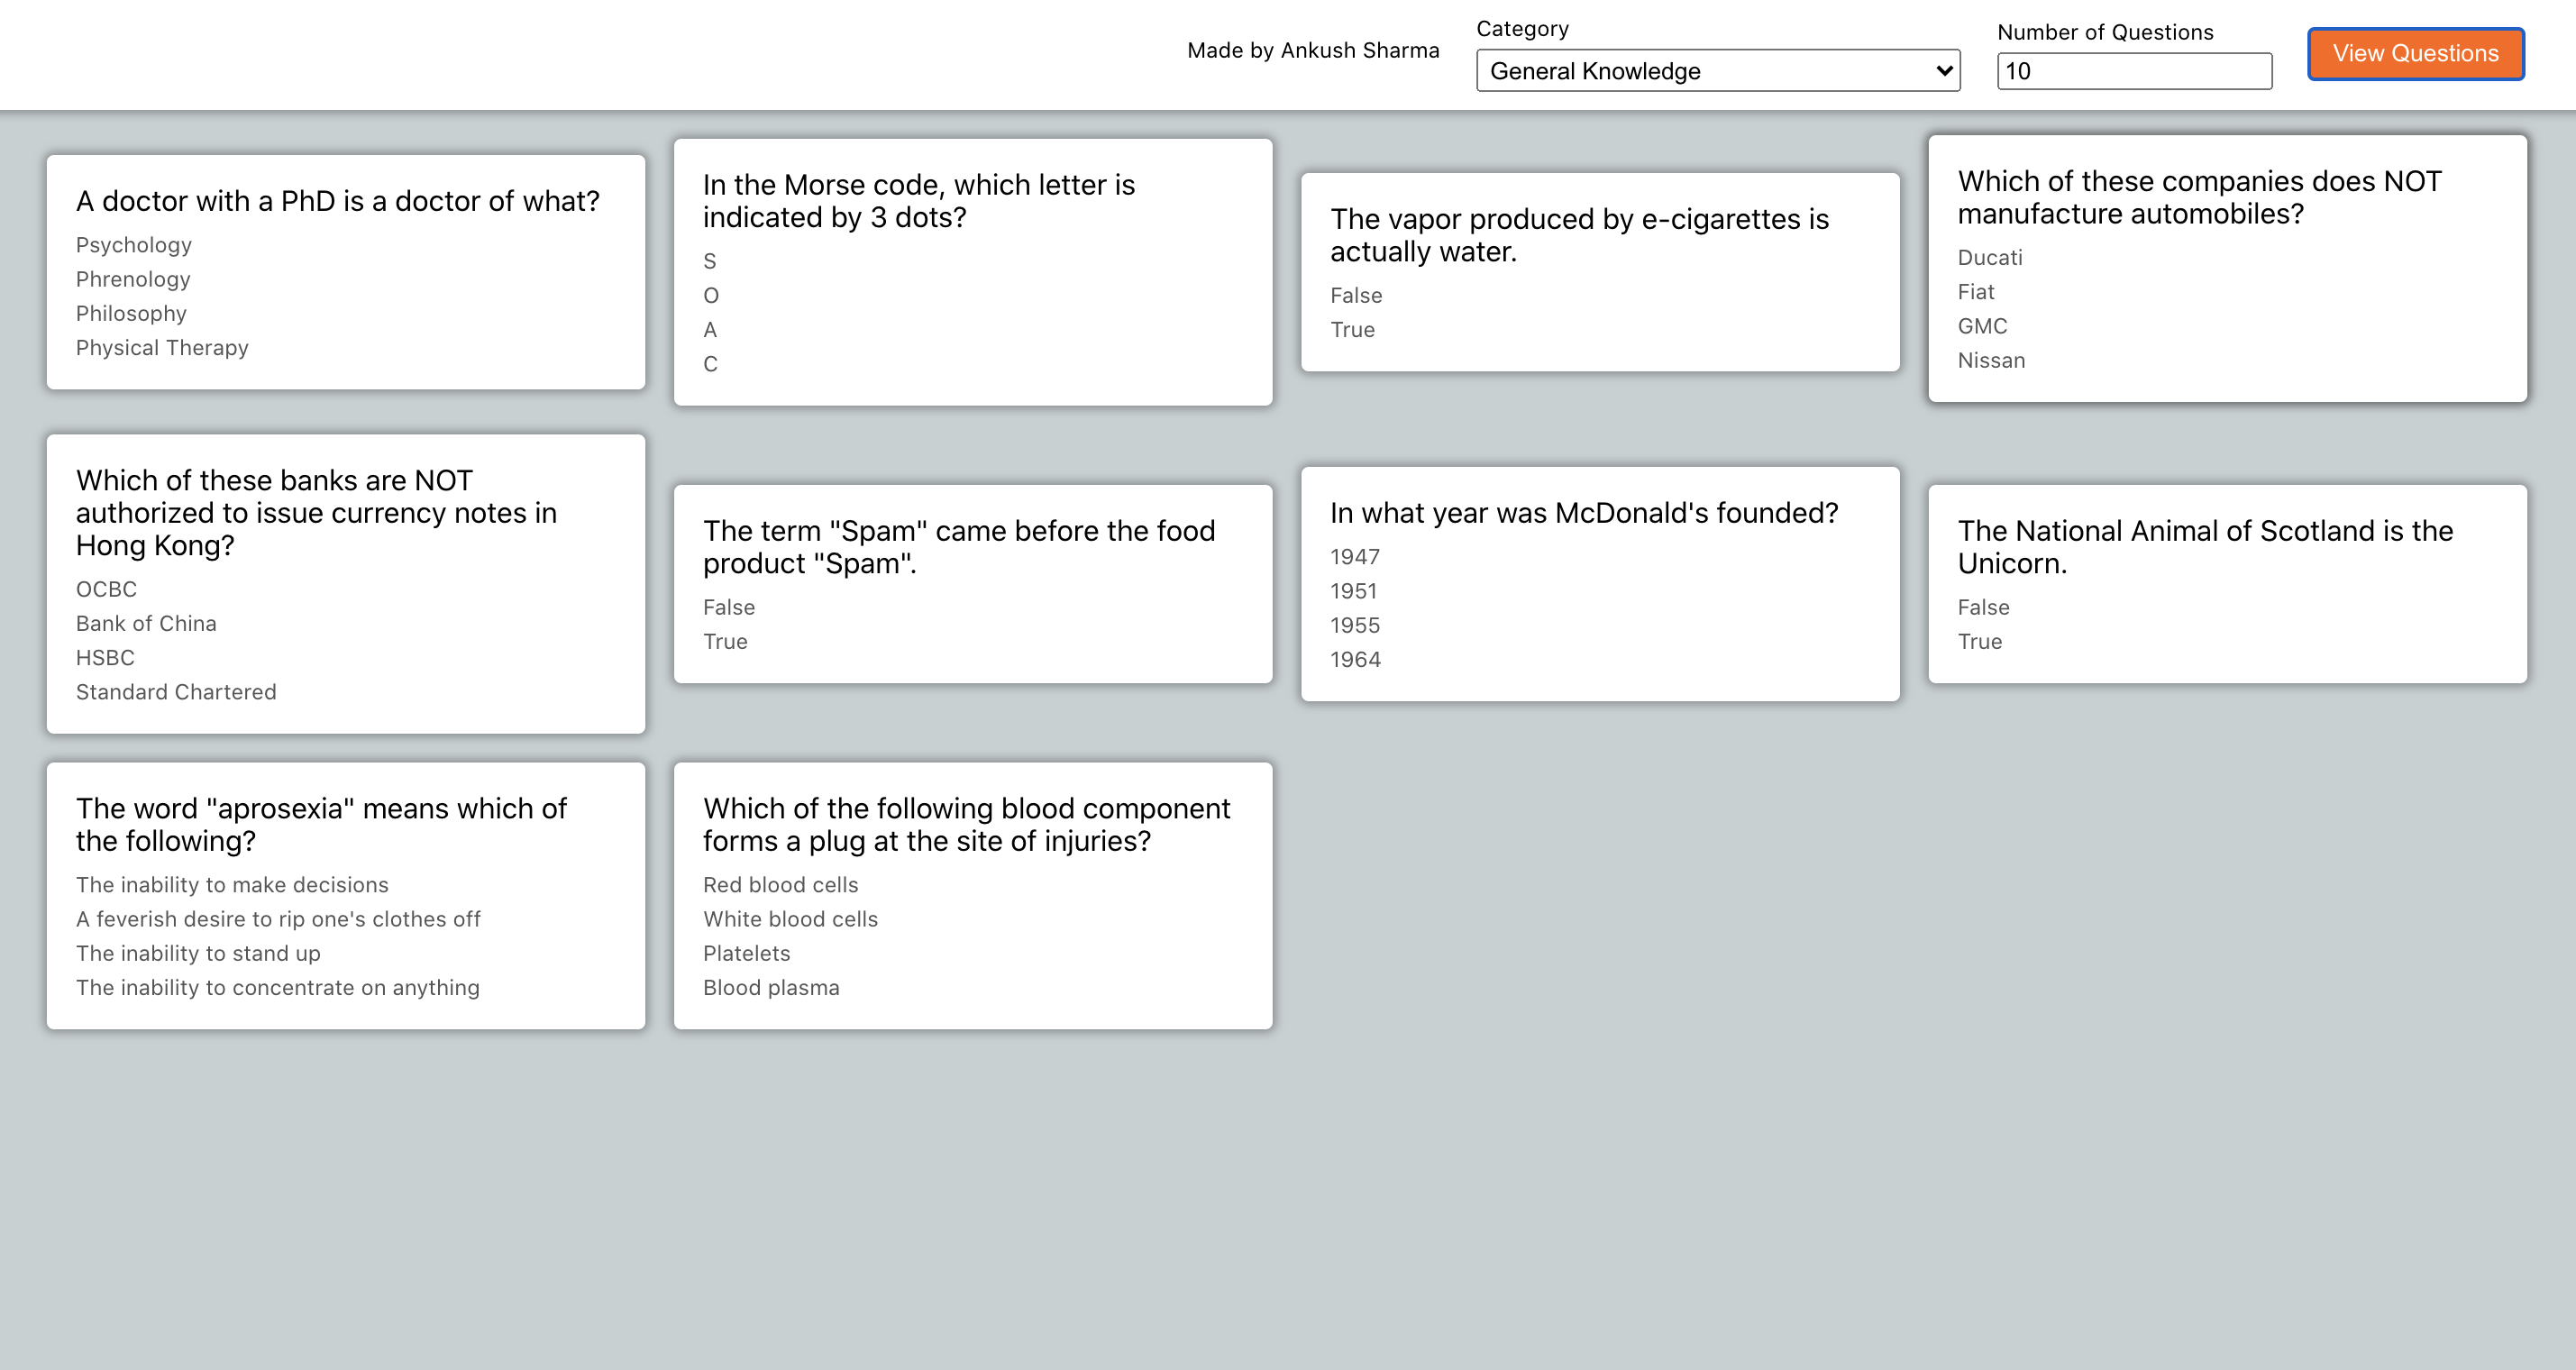 Made by Ankush Sharma
Category
General Knowledge
Number of Questions
10
View Questions
A doctor with a PhD is a doctor of what?
Psychology
Phrenology
Philosophy
Physical Therapy
In the Morse code, which letter is
indicated by 3 dots?
S
O
A
C
The vapor produced by e-cigarettes is
actually water.
False
True
Which of these companies does NOT
manufacture automobiles?
Ducati
Fiat
GMC
Nissan
Which of these banks are NOT
authorized to issue currency notes in
Hong Kong?
OCBC
Bank of China
HSBC
Standard Chartered
The term "Spam" came before the food
product "Spam".
False
True
In what year was McDonald's founded?
1947
1951
1955
1964
The National Animal of Scotland is the
Unicorn.
False
True
The word "aprosexia" means which of
the following?
The inability to make decisions
A feverish desire to rip one's clothes off
The inability to stand up
The inability to concentrate on anything
Which of the following blood component
forms a plug at the site of injuries?
Red blood cells
White blood cells
Platelets
Blood plasma